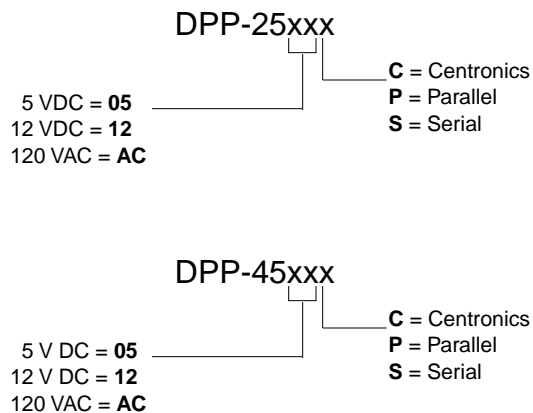 DPP-25xxx
5 VDC = 05
12 VDC = 12
120 VAC = AC
C = Centronics
P = Parallel
S = Serial
DPP-45xxx
5 V DC = 05
12 V DC = 12
120 VAC = AC
C = Centronics
P = Parallel
S = Serial